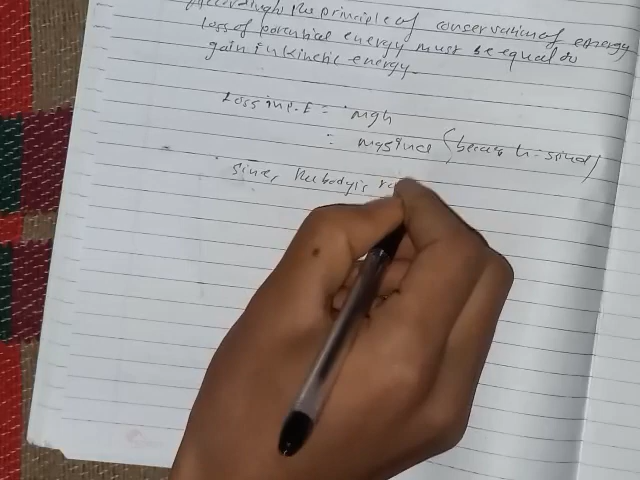 According, the principle of conservation of energy
loss of potential energy must be equal to
gain in kinetic energy.
Loss in P.E = mgh
= mgsinα (because h = sinα)
since, the body is